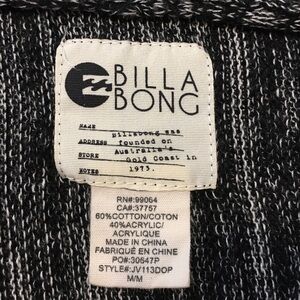 BILLA
BONG
NAME
Billabong was
ADDRESS founded on
Australia's
STORE Gold Coast in
NOTES 1973.
RN#:99064
CA#:37757
60%COTTON/COTON
40%ACRYLIC/
ACRYLIQUE
MADE IN CHINA
FABRIQUÉ EN CHINE
PO#:30647P
STYLE#:JV113DOP
M/M